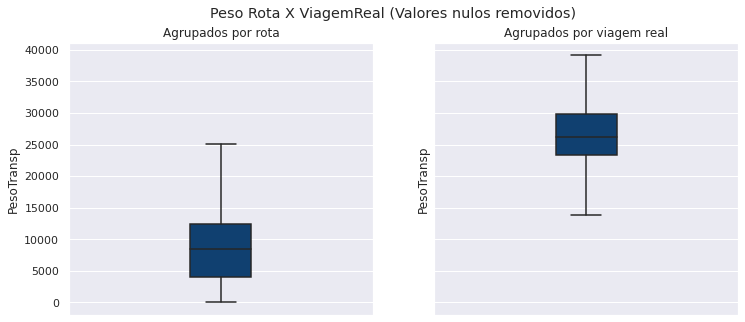 Peso Rota X ViagemReal (Valores nulos removidos)
Agrupados por rota
Agrupados por viagem real
40000
35000
30000
25000
20000
15000
10000
5000
0
PesoTransp
PesoTransp